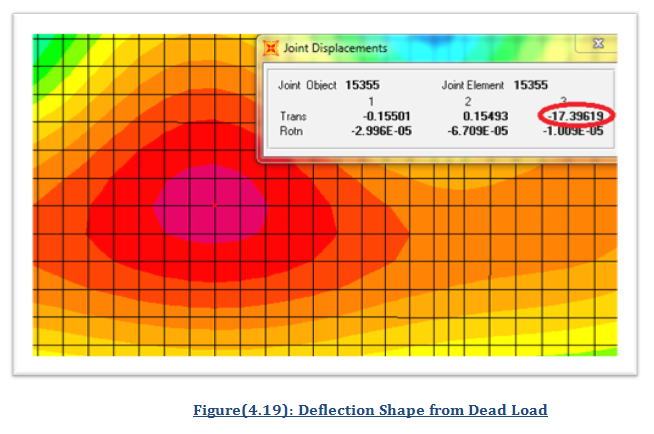 Joint Displacements
Joint Object 15355 Joint Element 15355
1 2 3
Trans -0.15501 0.15493 -17.39619
Rotn -2.996E-05 -6.709E-05 -1.009E-05
Figure(4.19): Deflection Shape from Dead Load